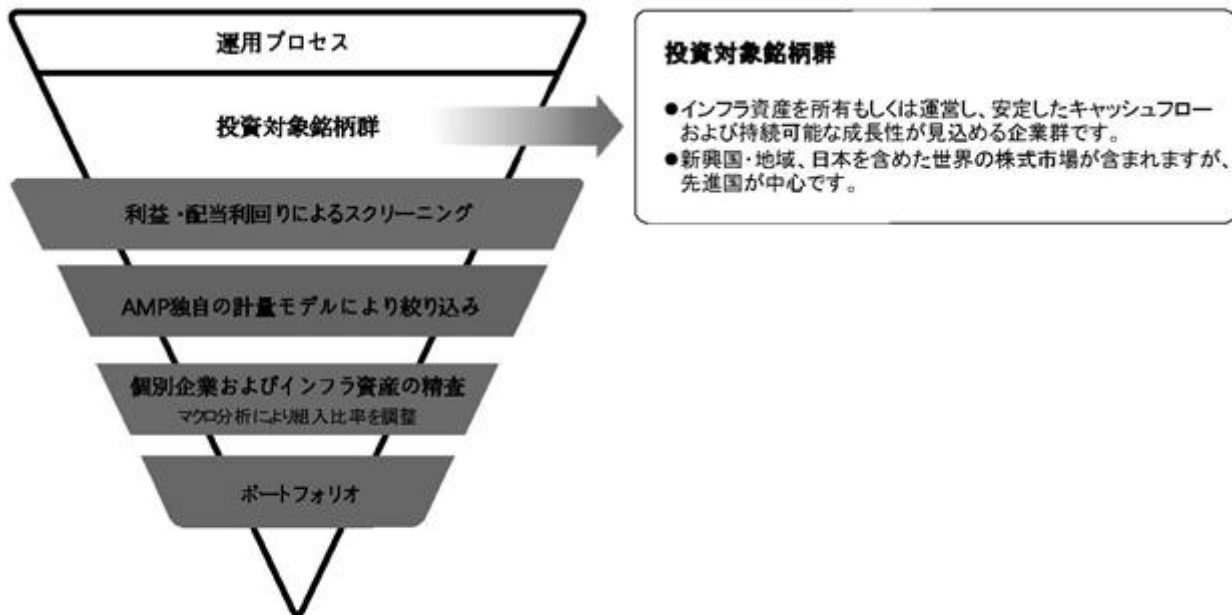 運用プロセス
投資対象銘柄群
利益・配当利回りによるスクリーニング
AMP独自の計量モデルにより絞り込み
個別企業およびインフラ資産の精査
マクロ分析により組入比率を調整
ポートフォリオ
投資対象銘柄群
●インフラ資産を所有もしくは運営し、安定したキャッシュフロー
および持続可能な成長性が見込める企業群です。
●新興国・地域、日本を含めた世界の株式市場が含まれますが、
先進国が中心です。